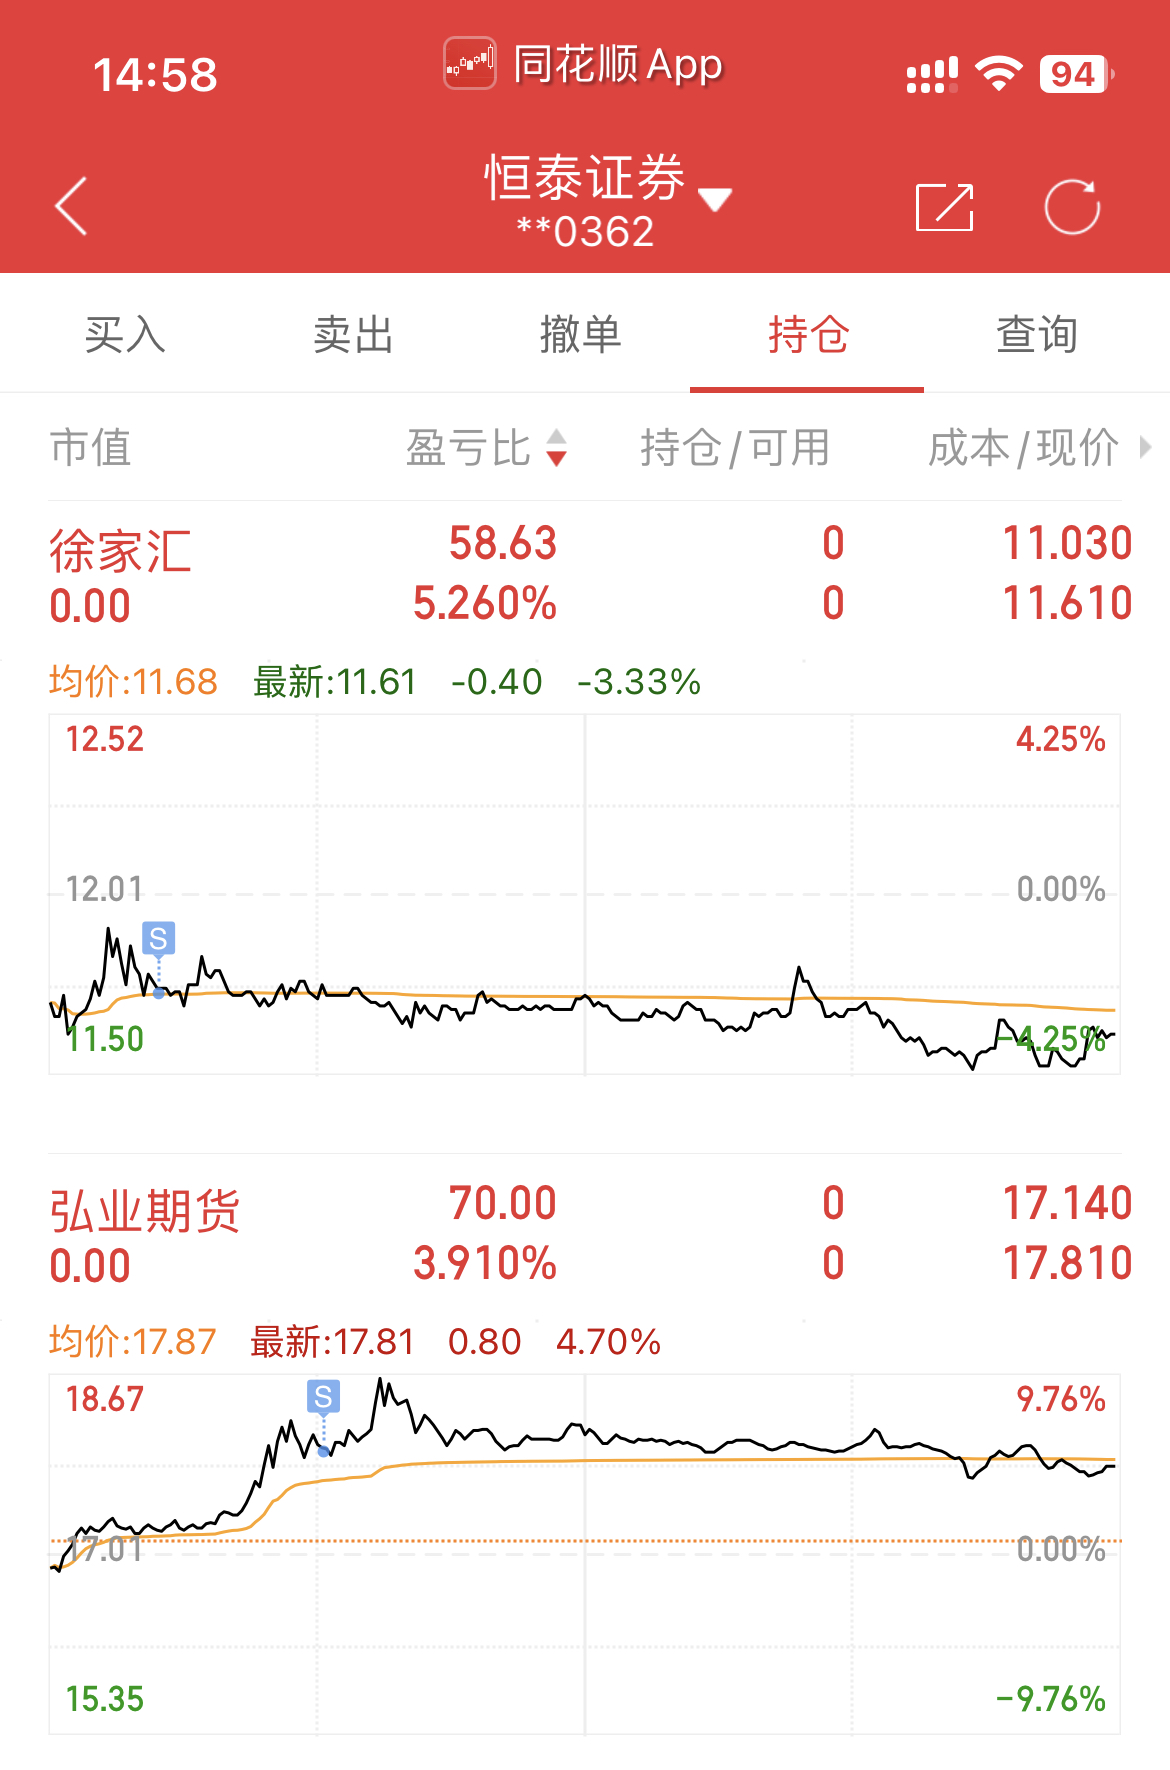 14:58 同花顺 App 94
恒泰证券
**0362
买入 卖出 撤单 持仓 查询
市值 盈亏比 持仓/可用 成本/现价
徐家汇 58.63 0 11.030
0.00 5.260% 0 11.610
均价:11.68 最新:11.61 -0.40 -3.33%
12.52 4.25%
12.01 0.00%
S
11.50 -4.25%
弘业期货 70.00 0 17.140
0.00 3.910% 0 17.810
均价:17.87 最新:17.81 0.80 4.70%
18.67 9.76%
S
17.01 0.00%
15.35 -9.76%